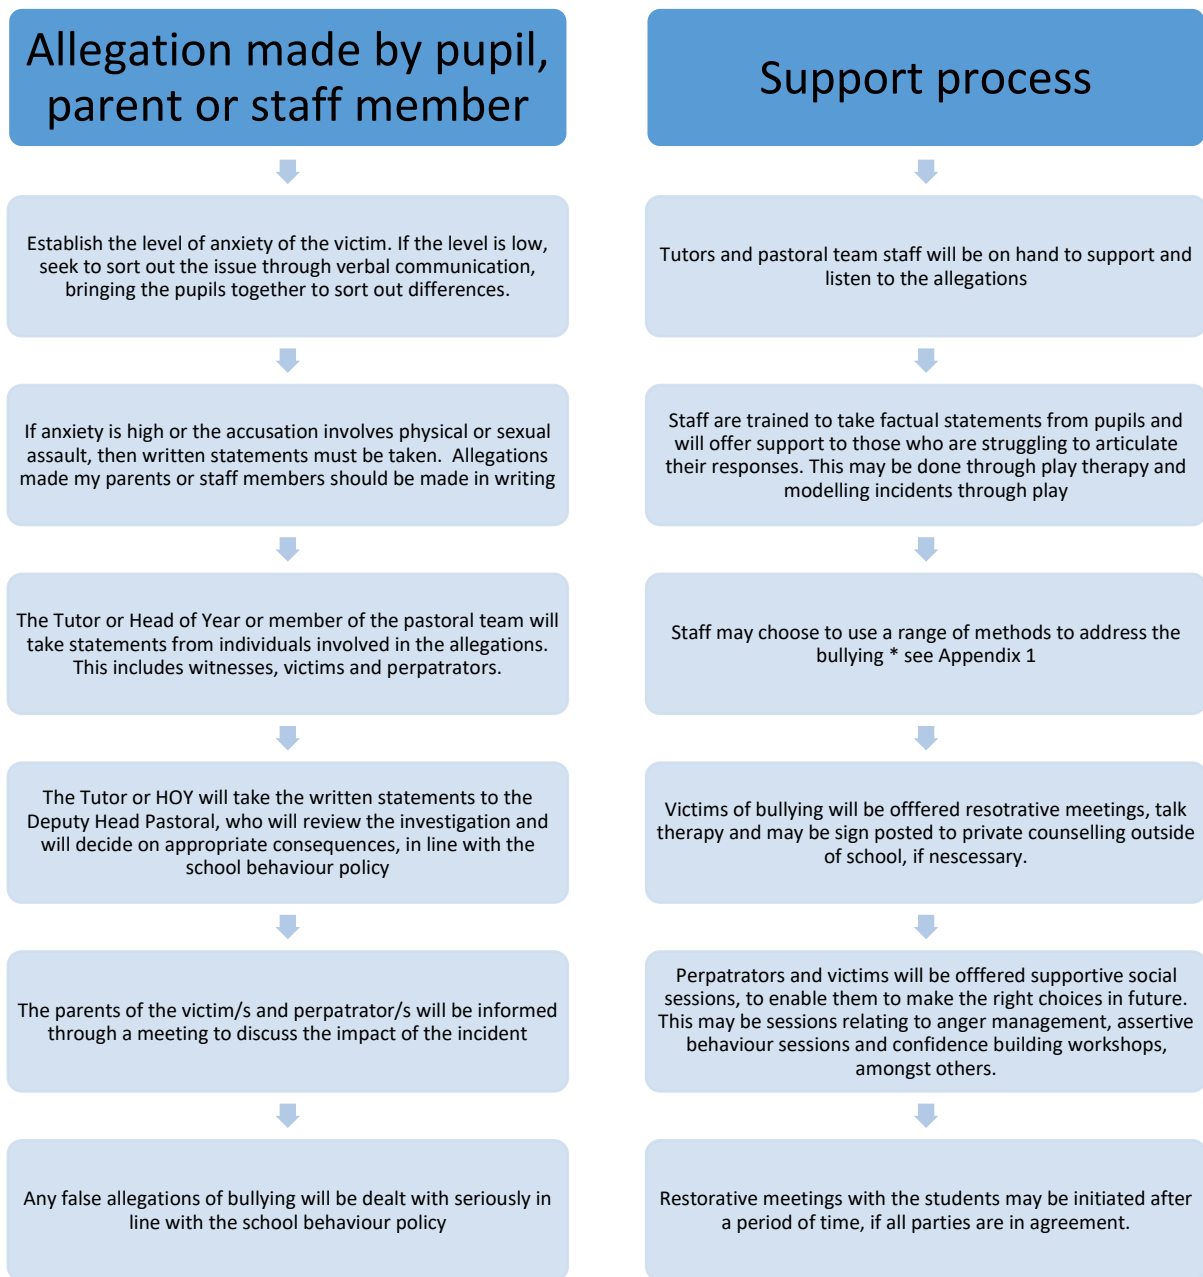 Allegation made by pupil,
parent or staff member
Establish the level of anxiety of the victim. If the level is low,
seek to sort out the issue through verbal communication,
bringing the pupils together to sort out differences.
If anxiety is high or the accusation involves physical or sexual
assault, then written statements must be taken.  Allegations
made my parents or staff members should be made in writing
The Tutor or Head of Year or member of the pastoral team will
take statements from individuals involved in the allegations.
This includes witnesses, victims and perpatrators.
The Tutor or HOY will take the written statements to the
Deputy Head Pastoral, who will review the investigation and
will decide on appropriate consequences, in line with the
school behaviour policy
The parents of the victim/s and perpatrator/s will be informed
through a meeting to discuss the impact of the incident
Any false allegations of bullying will be dealt with seriously in
line with the school behaviour policy
Support process
Tutors and pastoral team staff will be on hand to support and
listen to the allegations
Staff are trained to take factual statements from pupils and
will offer support to those who are struggling to articulate
their responses. This may be done through play therapy and
modelling incidents through play
Staff may choose to use a range of methods to address the
bullying * see Appendix 1
Victims of bullying will be offfered resotrative meetings, talk
therapy and may be sign posted to private counselling outside
of school, if nescessary.
Perpatrators and victims will be offfered supportive social
sessions, to enable them to make the right choices in future.
This may be sessions relating to anger management, assertive
behaviour sessions and confidence building workshops,
amongst others.
Restorative meetings with the students may be initiated after
a period of time, if all parties are in agreement.